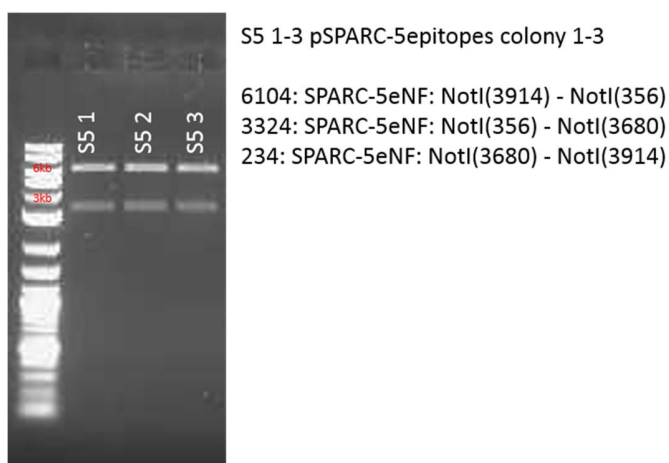 S5 1-3 pSPARC-5epitopes colony 1-3
6104: SPARC-5eNF: NotI(3914) - NotI(356)
3324: SPARC-5eNF: NotI(356) - NotI(3680)
234: SPARC-5eNF: NotI(3680) - NotI(3914)
S5 1
S5 2
S5 3
6kb
3kb